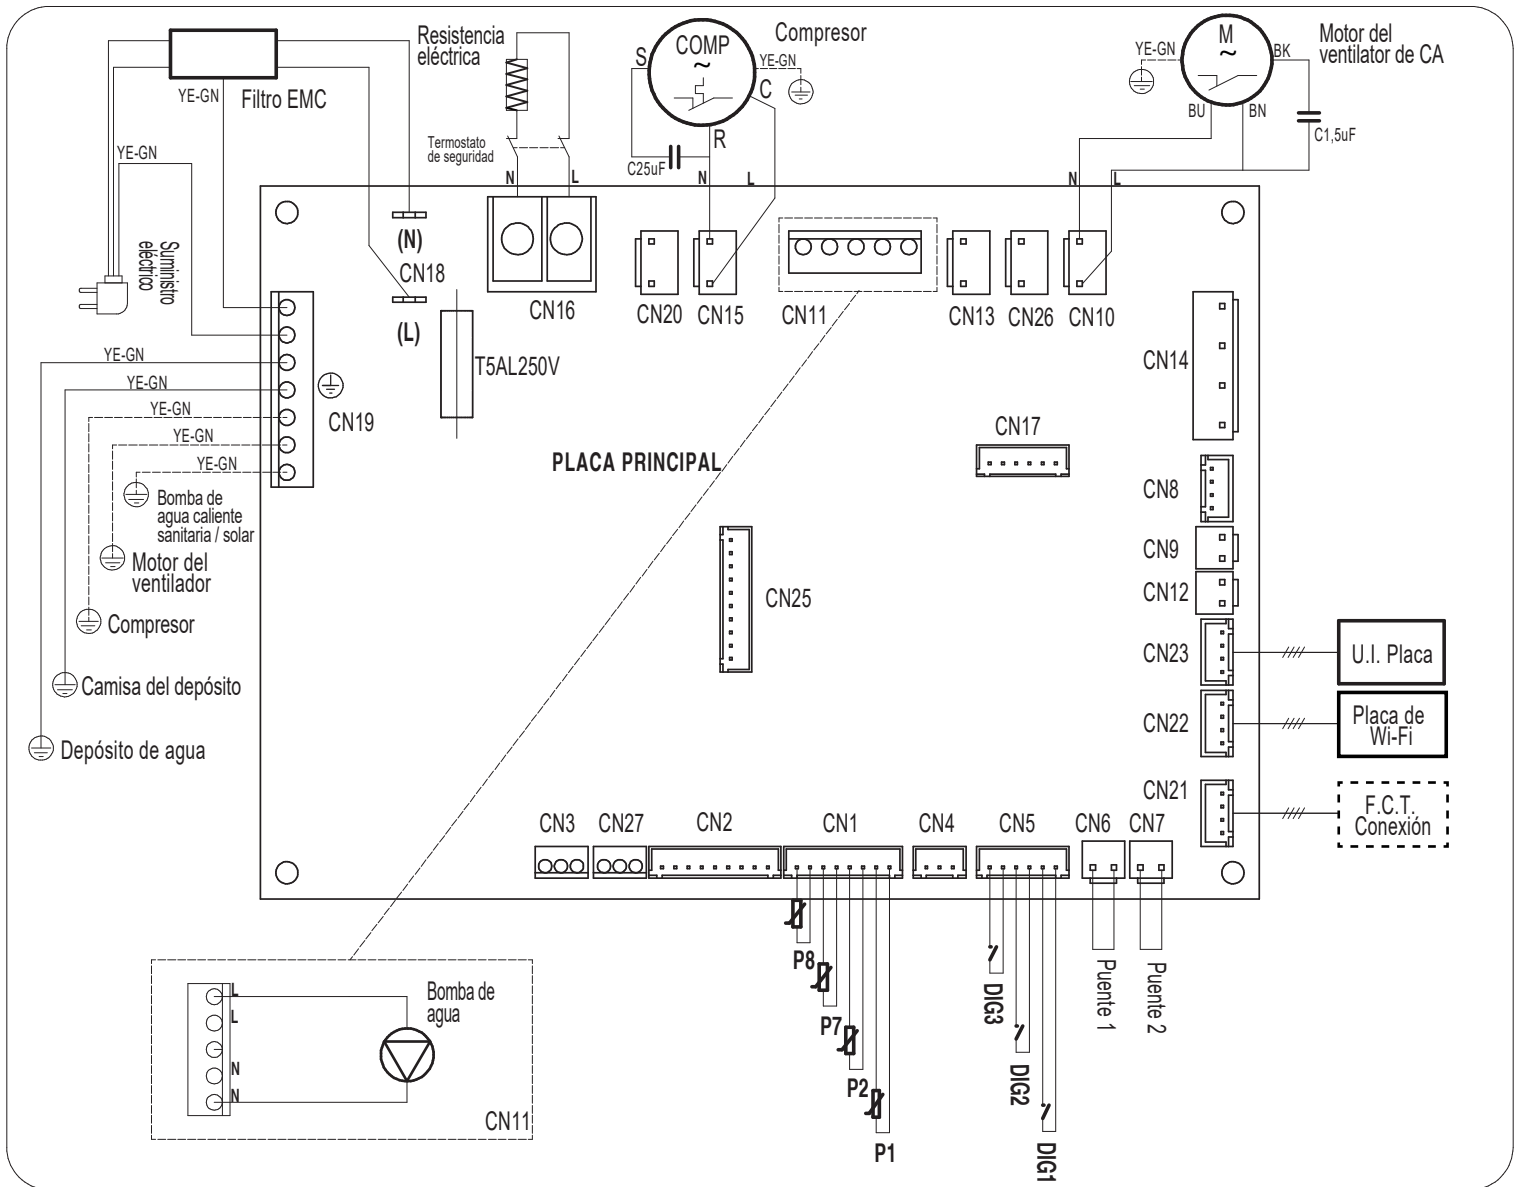 Resistencia
eléctrica
COMP
~
S
C
R
YE-GN
Compresor
M
~
YE-GN
BK
BU
BN
C1,5uF
Motor del
ventilator de CA
Filtro EMC
YE-GN
YE-GN
Termostato
de seguridad
C25uF
N
L
N
L
N
L
Suministro
eléctrico
(N)
CN18
(L)
T5AL250V
CN16
CN20
CN15
CN11
CN13
CN26
CN10
CN14
YE-GN
YE-GN
YE-GN
YE-GN
YE-GN
CN19
CN17
PLACA PRINCIPAL
CN8
CN9
CN12
CN25
CN23
U.I. Placa
CN22
Placa de
Wi-Fi
CN21
F.C.T.
Conexión
Bomba de
agua caliente
sanitaria / solar
Motor del
ventilador
Compresor
Camisa del depósito
Depósito de agua
CN3
CN27
CN2
CN1
CN4
CN5
CN6
CN7
P8
P7
P2
P1
DIG3
DIG2
DIG1
Puente 1
Puente 2
L
L
N
N
Bomba de
agua
CN11